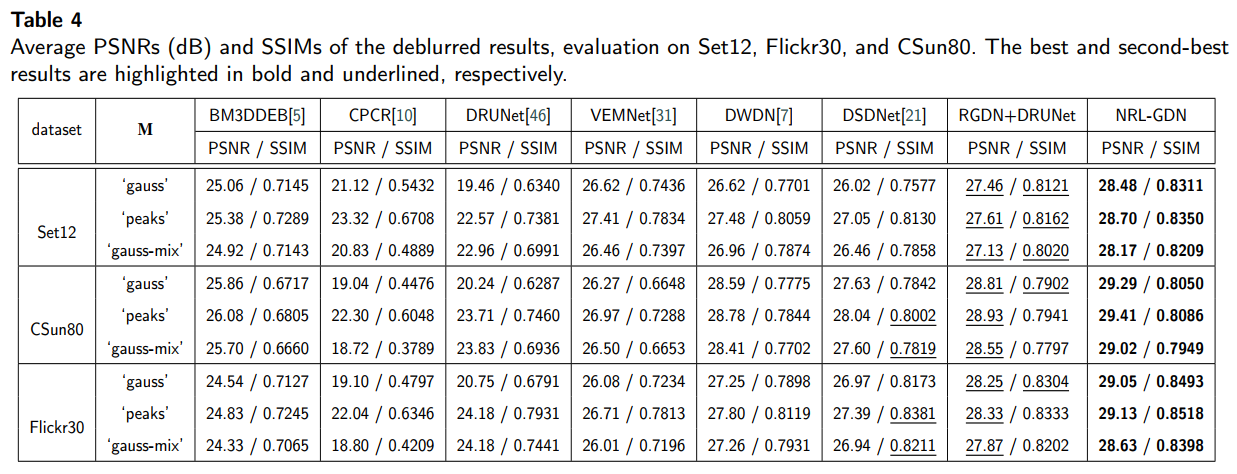 Table 4
Average PSNRs (dB) and SSIMs of the deblurred results, evaluation on Set12, Flickr30, and CSun80. The best and second-best
results are highlighted in bold and underlined, respectively.
dataset M BM3DDEB[5] CPCR[10] DRUNet[46] VEMNet[31] DWDN[7] DSDNet[21] RGDN+DRUNet NRL-GDN
PSNR / SSIM PSNR / SSIM PSNR / SSIM PSNR / SSIM PSNR / SSIM PSNR / SSIM PSNR / SSIM PSNR / SSIM
Set12 ‘gauss’ 25.06 / 0.7145 21.12 / 0.5432 19.46 / 0.6340 26.62 / 0.7436 26.62 / 0.7701 26.02 / 0.7577 27.46 / 0.8121 28.48 / 0.8311
‘peaks’ 25.38 / 0.7289 23.32 / 0.6708 22.57 / 0.7381 27.41 / 0.7834 27.48 / 0.8059 27.05 / 0.8130 27.61 / 0.8162 28.70 / 0.8350
‘gauss-mix’ 24.92 / 0.7143 20.83 / 0.4889 22.96 / 0.6991 26.46 / 0.7397 26.96 / 0.7874 26.46 / 0.7858 27.13 / 0.8020 28.17 / 0.8209
CSun80 ‘gauss’ 25.86 / 0.6717 19.04 / 0.4476 20.24 / 0.6287 26.27 / 0.6648 28.59 / 0.7775 27.63 / 0.7842 28.81 / 0.7902 29.29 / 0.8050
‘peaks’ 26.08 / 0.6805 22.30 / 0.6048 23.71 / 0.7460 26.97 / 0.7288 28.78 / 0.7844 28.04 / 0.8002 28.93 / 0.7941 29.41 / 0.8086
‘gauss-mix’ 25.70 / 0.6660 18.72 / 0.3789 23.83 / 0.6936 26.50 / 0.6653 28.41 / 0.7702 27.60 / 0.7819 28.55 / 0.7797 29.02 / 0.7949
Flickr30 ‘gauss’ 24.54 / 0.7127 19.10 / 0.4797 20.75 / 0.6791 26.08 / 0.7234 27.25 / 0.7898 26.97 / 0.8173 28.25 / 0.8304 29.05 / 0.8493
‘peaks’ 24.83 / 0.7245 22.04 / 0.6346 24.18 / 0.7931 26.71 / 0.7813 27.80 / 0.8119 27.39 / 0.8381 28.33 / 0.8333 29.13 / 0.8518
‘gauss-mix’ 24.33 / 0.7065 18.80 / 0.4209 24.18 / 0.7441 26.01 / 0.7196 27.26 / 0.7931 26.94 / 0.8211 27.87 / 0.8202 28.63 / 0.8398